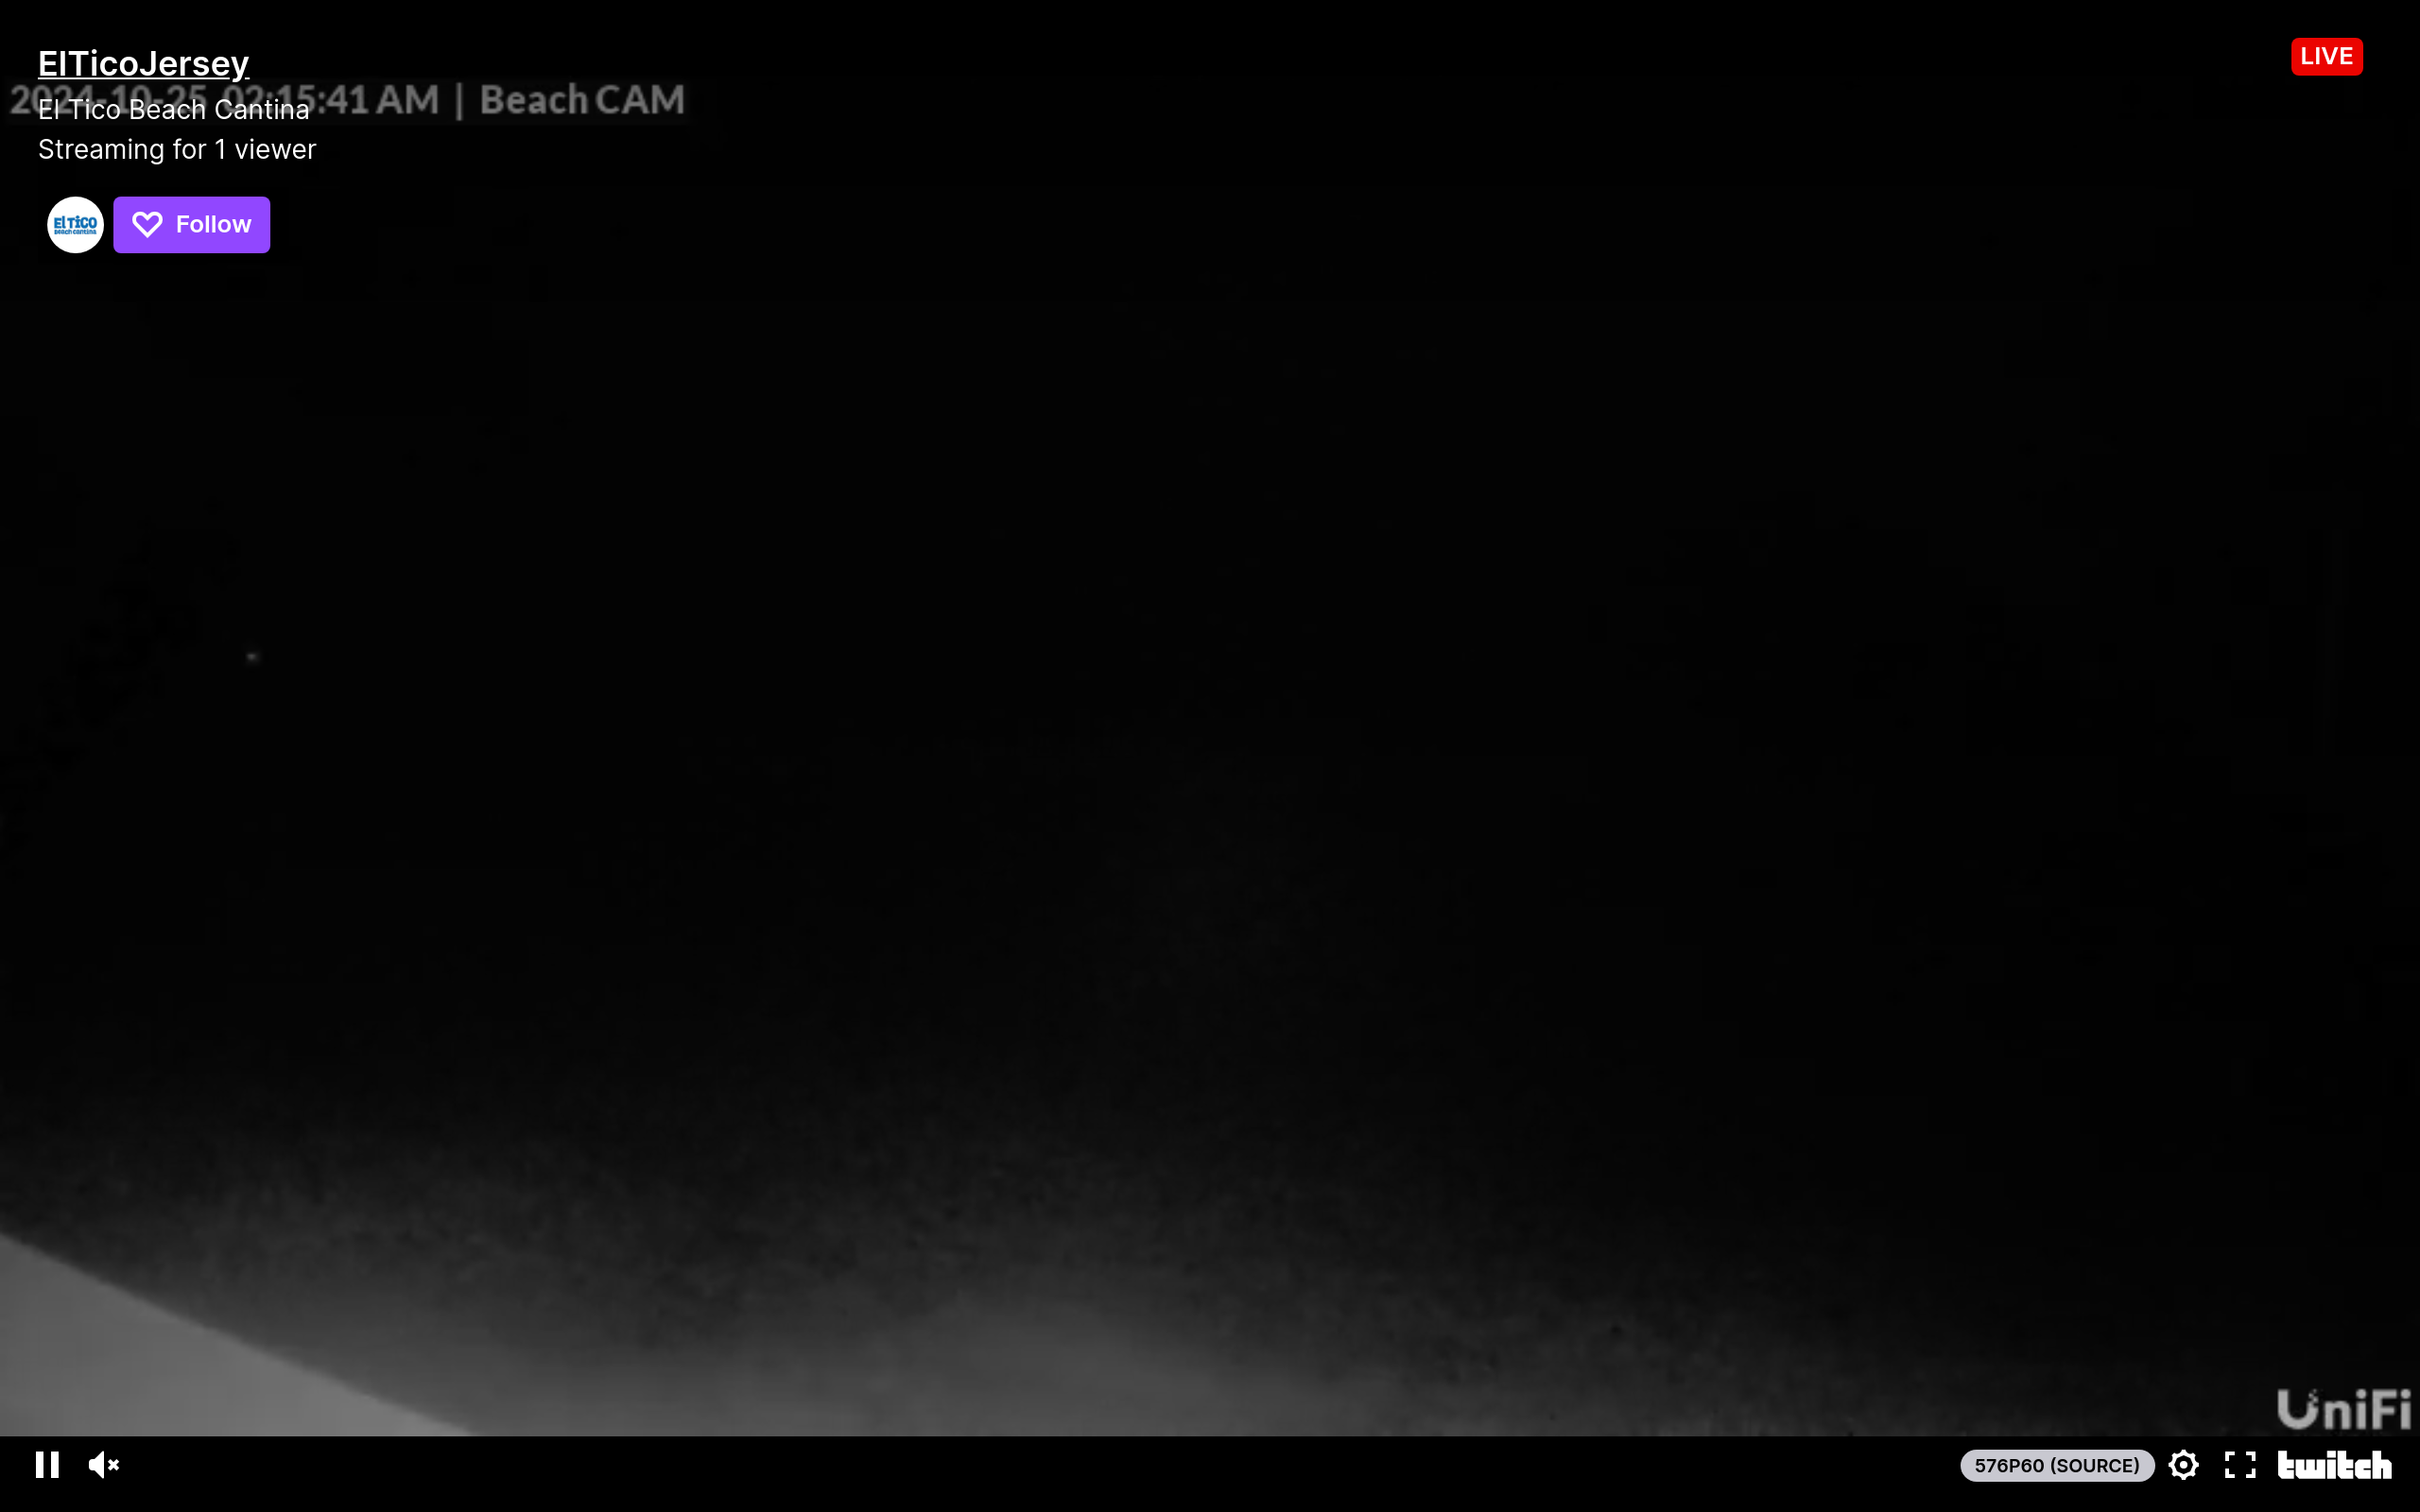 ElTicoJersey
LIVE
2024-10-25 02:15:41 AM | Beach CAM
El Tico Beach Cantina
Streaming for 1 viewer
El TiCO
Beach cantina
Follow
UniFi
576P60 (SOURCE)
twitch